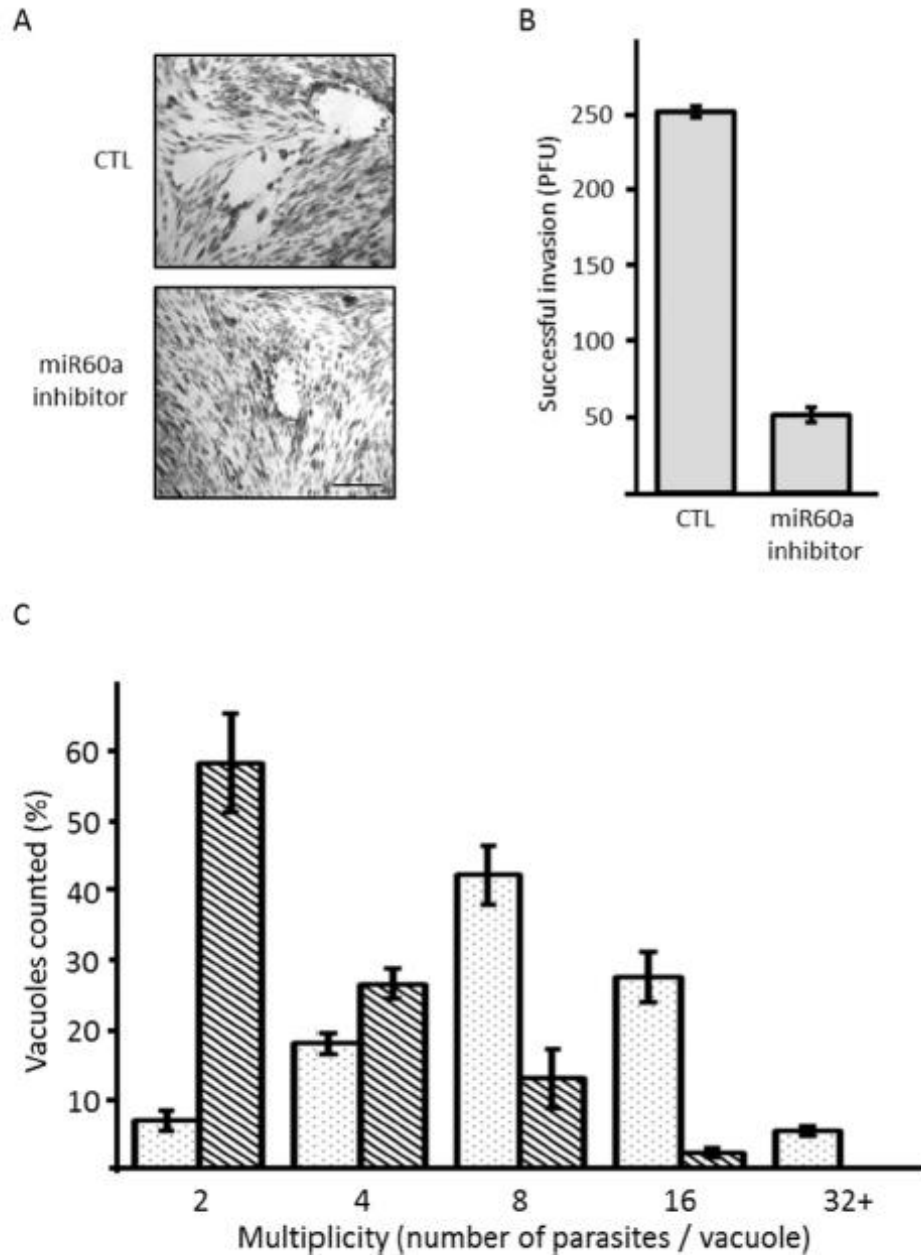 A
CTL
miR60a
inhibitor
B
Successful invasion (PFU)
250
200
150
100
50
CTL
miR60a
inhibitor
C
Vacuoles counted (%)
60
50
40
30
20
10
2 4 8 16 32+
Multiplicity (number of parasites / vacuole)